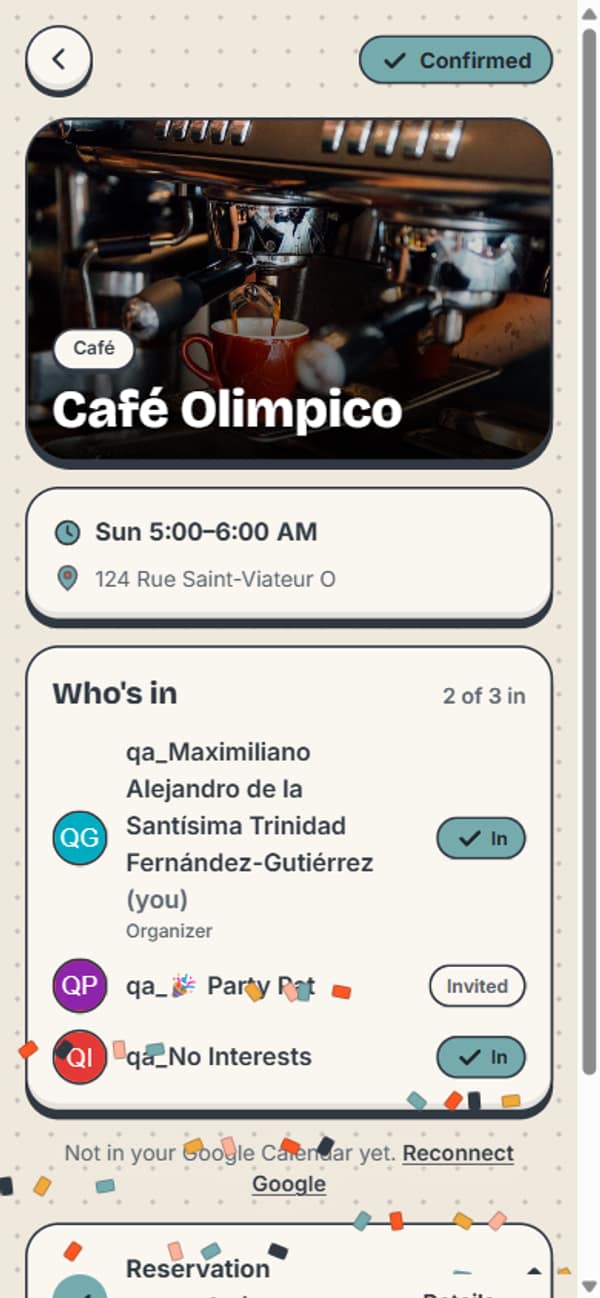 Confirmed
Café
Café Olimpico
Sun 5:00–6:00 AM
124 Rue Saint-Viateur O
Who's in
2 of 3 in
qa_Maximiliano
Alejandro de la
Santísima Trinidad
Fernández-Gutiérrez
(you)
Organizer
QG
In
QP
qa_🎉 Party Pat
Invited
QI
qa_No Interests
In
Not in your Google Calendar yet. Reconnect
Google
Reservation
Details